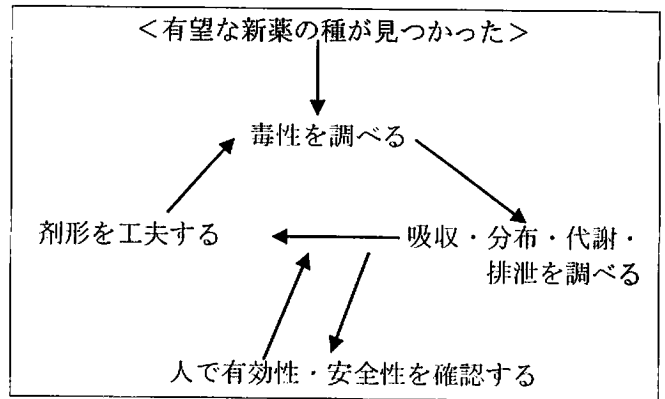 ＜有望な新薬の種が見つかった＞
毒性を調べる
剤形を工夫する
吸収・分布・代謝・
排泄を調べる
人で有効性・安全性を確認する